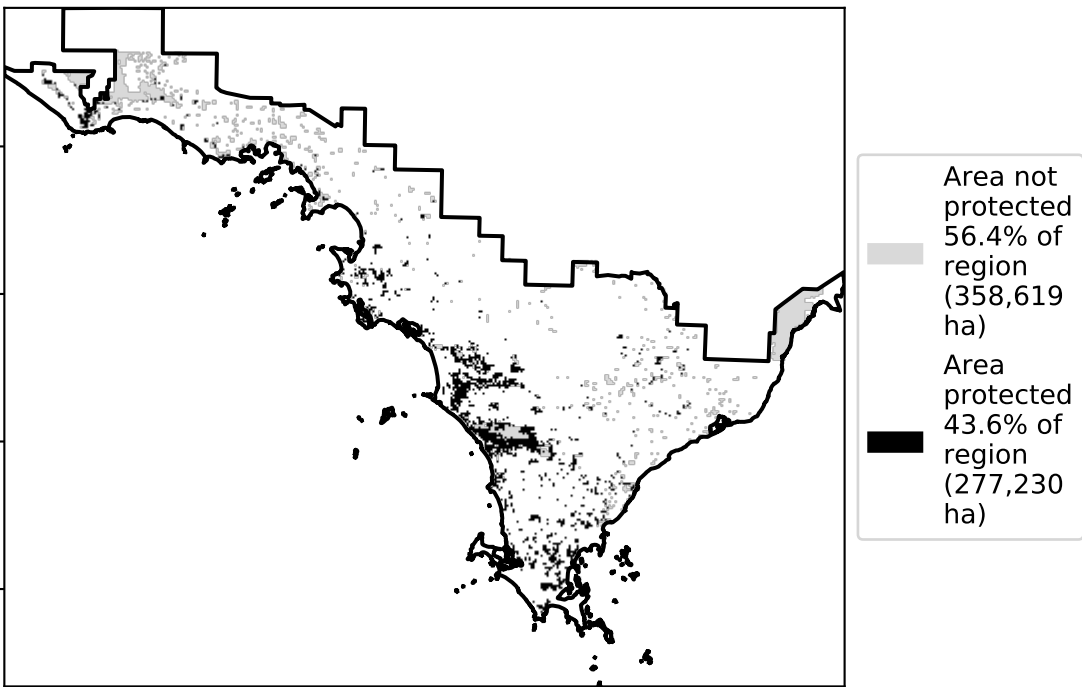 Area not
protected
56.4% of
region
(358,619
ha)
Area
protected
43.6% of
region
(277,230
ha)